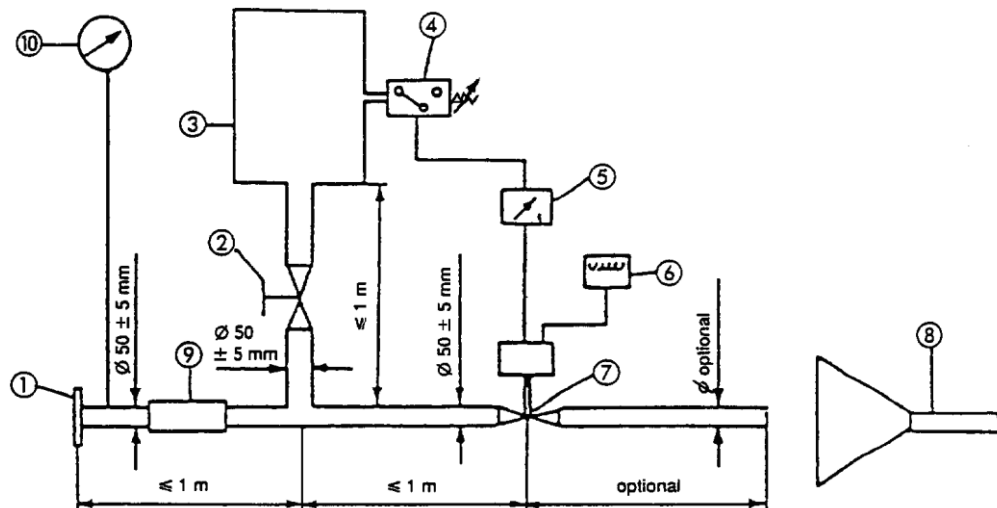 ⑩
④
③
⑤
②
⑥
Ø 50 ± 5 mm
Ø 50
± 5 mm
⩽ 1 m
Ø 50 ± 5 mm
Ø optional
⑧
①
⑨
⑦
⩽ 1 m
⩽ 1 m
optional